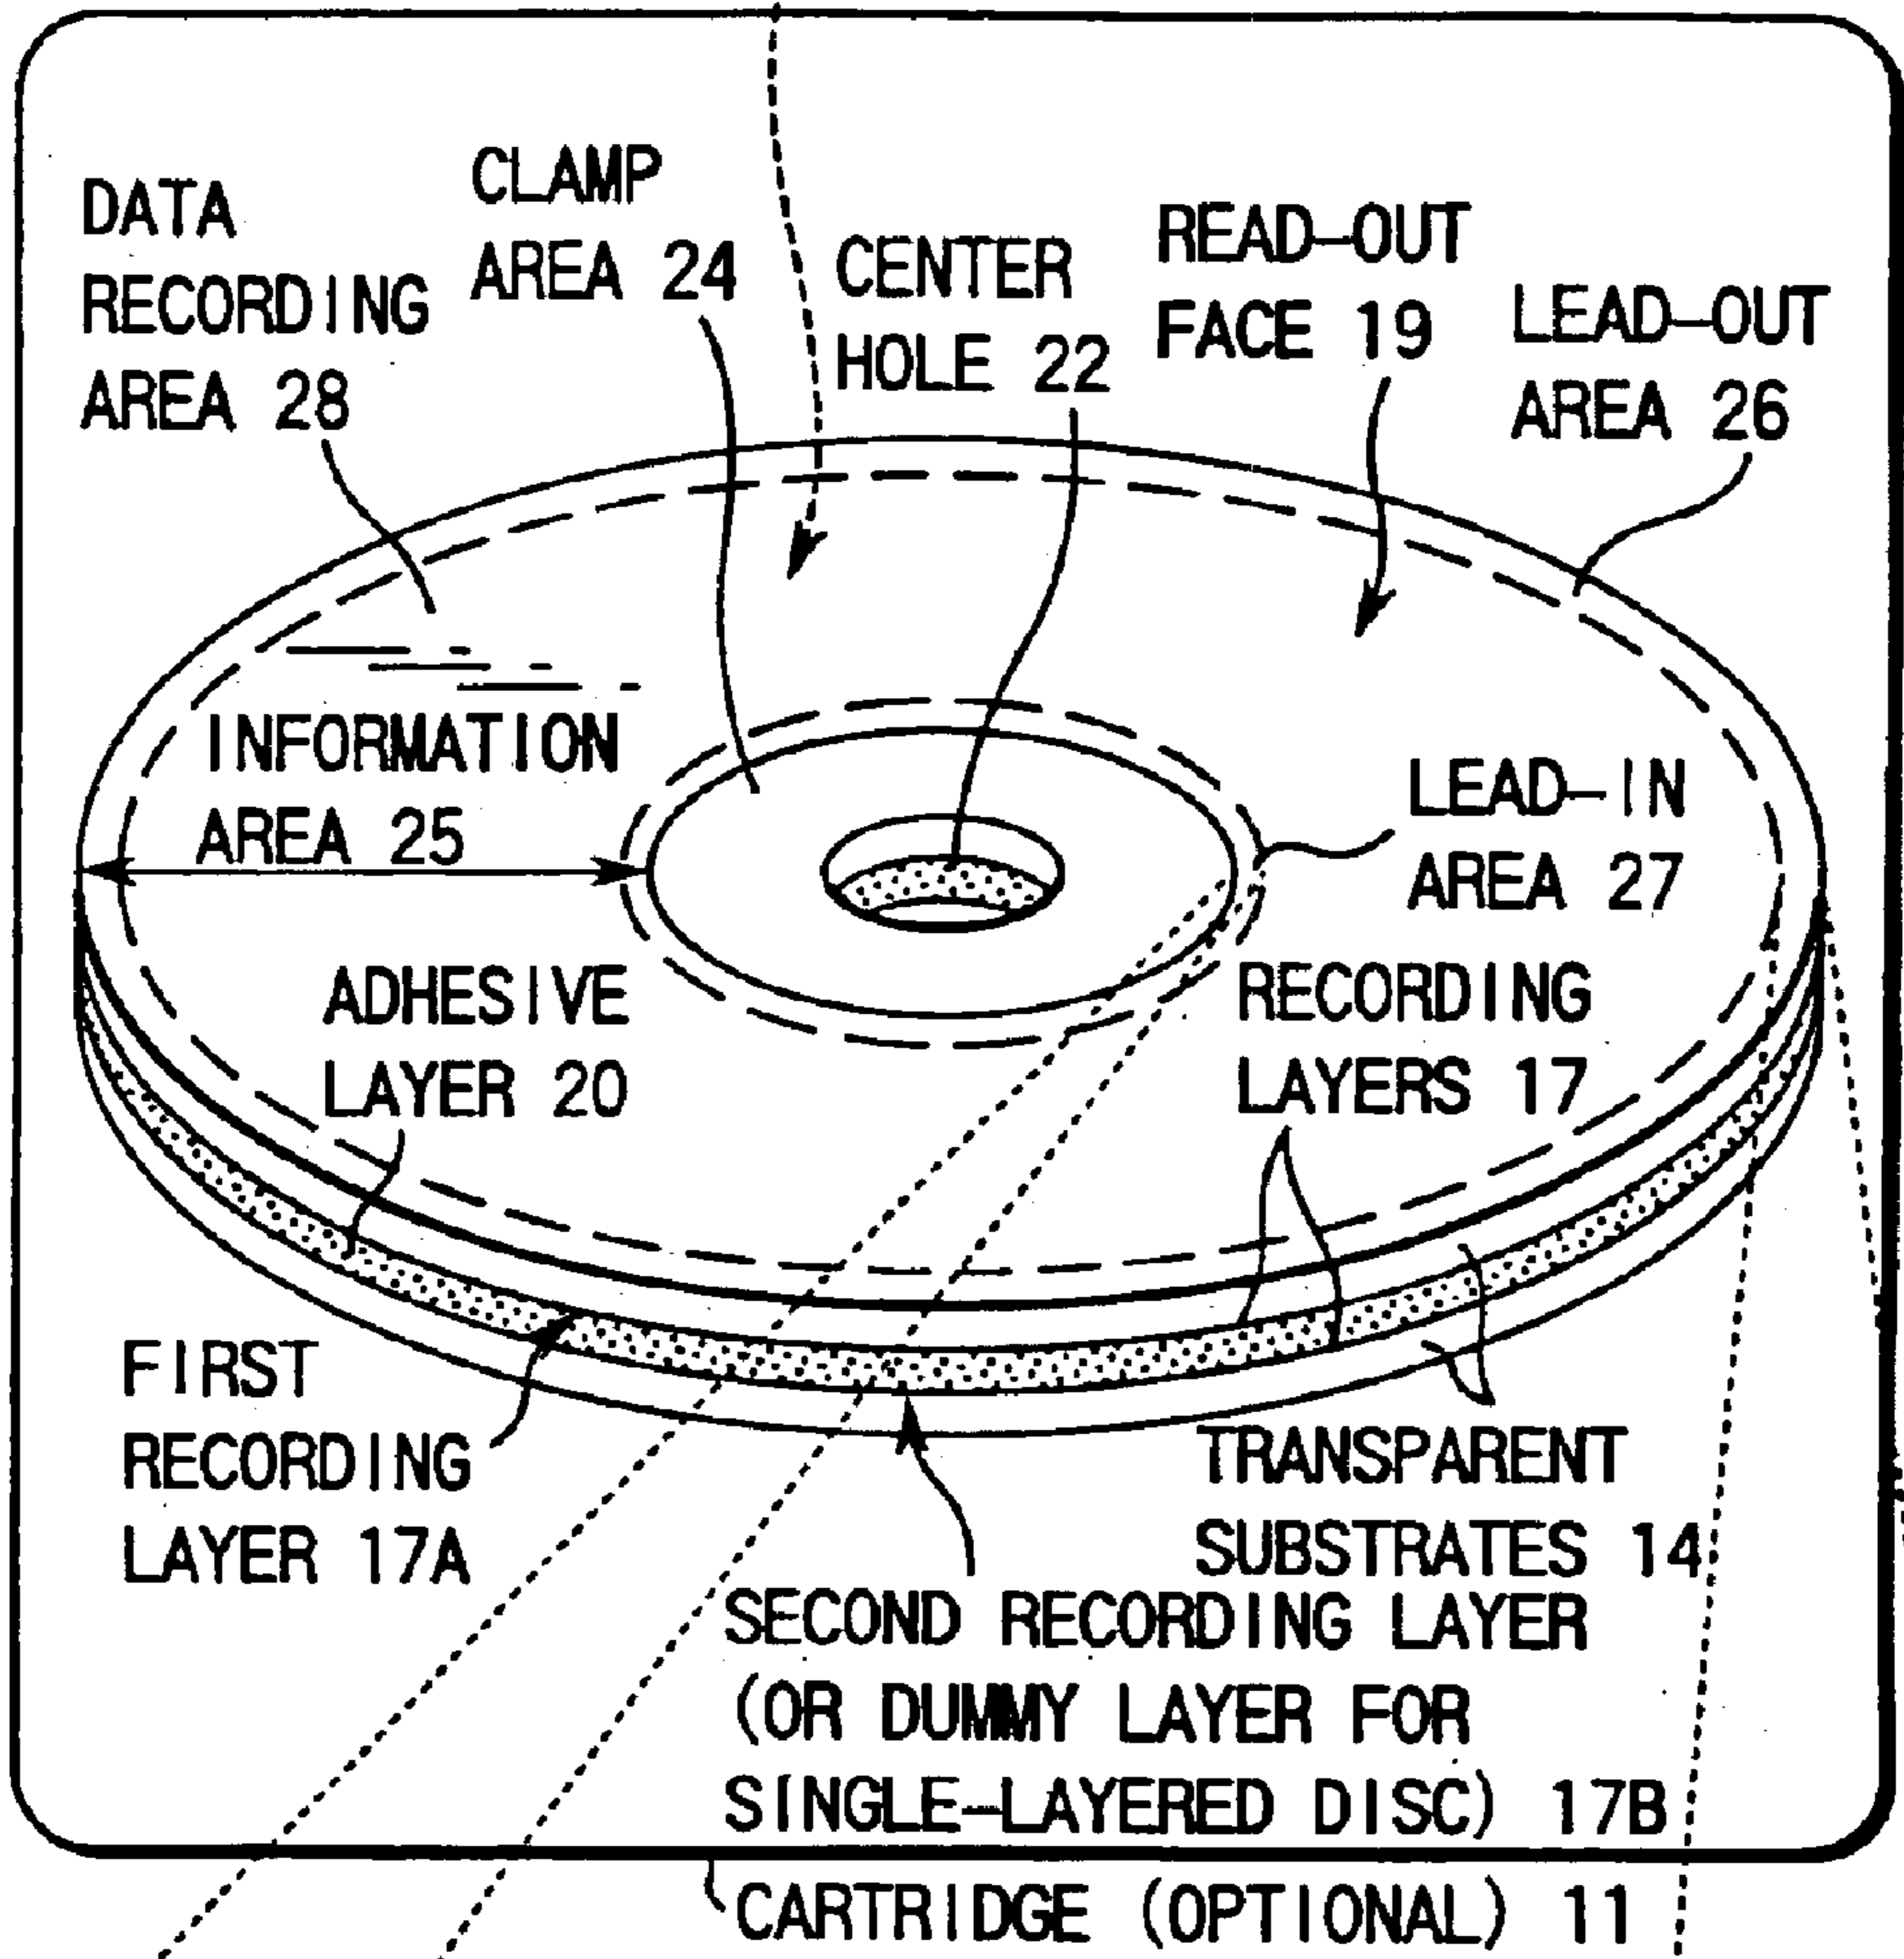 DATA
RECORDING
AREA 28
CLAMP
AREA 24
CENTER
HOLE 22
READ-OUT
FACE 19
LEAD-OUT
AREA 26
INFORMATION
AREA 25
LEAD-IN
AREA 27
ADHESIVE
LAYER 20
RECORDING
LAYERS 17
FIRST
RECORDING
LAYER 17A
TRANSPARENT
SUBSTRATES 14
SECOND RECORDING LAYER
(OR DUMMY LAYER FOR
SINGLE-LAYERED DISC) 17B
CARTRIDGE (OPTIONAL) 11